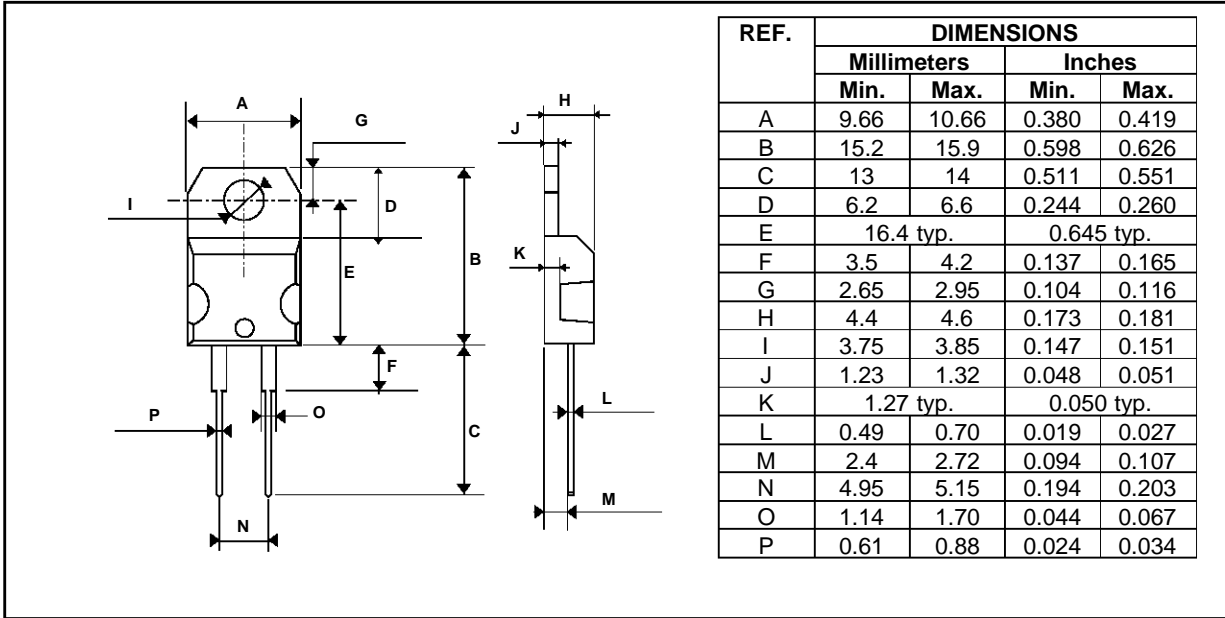 A
G
I
D
E
B
F
P
O
C
N
H
J
K
L
M
REF. DIMENSIONS
Millimeters Inches
Min. Max. Min. Max.
A 9.66 10.66 0.380 0.419
B 15.2 15.9 0.598 0.626
C 13 14 0.511 0.551
D 6.2 6.6 0.244 0.260
E 16.4 typ. 0.645 typ.
F 3.5 4.2 0.137 0.165
G 2.65 2.95 0.104 0.116
H 4.4 4.6 0.173 0.181
I 3.75 3.85 0.147 0.151
J 1.23 1.32 0.048 0.051
K 1.27 typ. 0.050 typ.
L 0.49 0.70 0.019 0.027
M 2.4 2.72 0.094 0.107
N 4.95 5.15 0.194 0.203
O 1.14 1.70 0.044 0.067
P 0.61 0.88 0.024 0.034